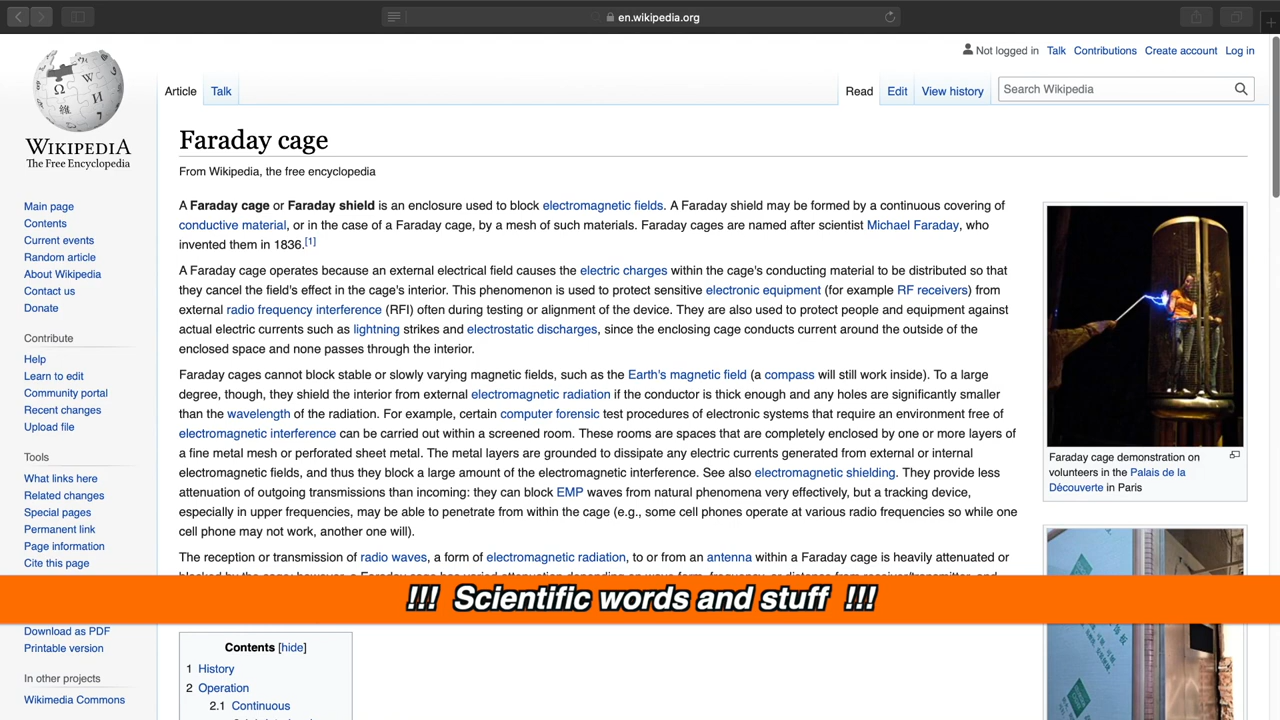 en.wikipedia.org
Not logged in Talk Contributions Create account Log in
Article Talk
Read Edit View history
Search Wikipedia
WIKIPEDIA
The Free Encyclopedia
Main page
Contents
Current events
Random article
About Wikipedia
Contact us
Donate
Contribute
Help
Learn to edit
Community portal
Recent changes
Upload file
Tools
What links here
Related changes
Special pages
Permanent link
Page information
Cite this page
Download as PDF
Printable version
In other projects
Wikimedia Commons
Faraday cage
From Wikipedia, the free encyclopedia
A Faraday cage or Faraday shield is an enclosure used to block electromagnetic fields. A Faraday shield may be formed by a continuous covering of
conductive material, or in the case of a Faraday cage, by a mesh of such materials. Faraday cages are named after scientist Michael Faraday, who
invented them in 1836.[1]
A Faraday cage operates because an external electrical field causes the electric charges within the cage's conducting material to be distributed so that
they cancel the field's effect in the cage's interior. This phenomenon is used to protect sensitive electronic equipment (for example RF receivers) from
external radio frequency interference (RFI) often during testing or alignment of the device. They are also used to protect people and equipment against
actual electric currents such as lightning strikes and electrostatic discharges, since the enclosing cage conducts current around the outside of the
enclosed space and none passes through the interior.
Faraday cages cannot block stable or slowly varying magnetic fields, such as the Earth's magnetic field (a compass will still work inside). To a large
degree, though, they shield the interior from external electromagnetic radiation if the conductor is thick enough and any holes are significantly smaller
than the wavelength of the radiation. For example, certain computer forensic test procedures of electronic systems that require an environment free of
electromagnetic interference can be carried out within a screened room. These rooms are spaces that are completely enclosed by one or more layers of
a fine metal mesh or perforated sheet metal. The metal layers are grounded to dissipate any electric currents generated from external or internal
electromagnetic fields, and thus they block a large amount of the electromagnetic interference. See also electromagnetic shielding. They provide less
attenuation of outgoing transmissions than incoming: they can block EMP waves from natural phenomena very effectively, but a tracking device,
especially in upper frequencies, may be able to penetrate from within the cage (e.g., some cell phones operate at various radio frequencies so while one
cell phone may not work, another one will).
The reception or transmission of radio waves, a form of electromagnetic radiation, to or from an antenna within a Faraday cage is heavily attenuated or
!!! Scientific words and stuff !!!
Contents [hide]
1 History
2 Operation
2.1 Continuous
Faraday cage demonstration on
volunteers in the Palais de la
Découverte in Paris